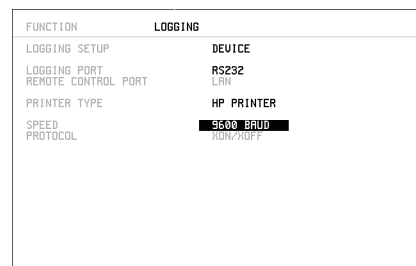 FUNCTION LOGGING
LOGGING SETUP DEVICE
LOGGING PORT RS232
REMOTE CONTROL PORT LAN
PRINTER TYPE HP PRINTER
SPEED 9600 BAUD
PROTOCOL XON/XOFF